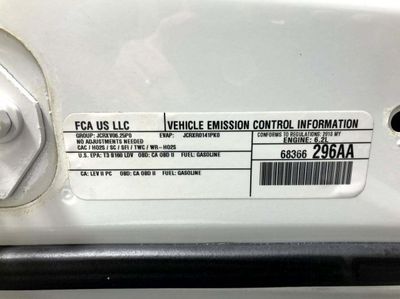 FCA US LLC
VEHICLE EMISSION CONTROL INFORMATION
GROUP: JCRXV06.25P0
EVAP: JCRXR0141PK0
NO ADJUSTMENTS NEEDED
CAC / HO2S / SC / SFI / TWC / WR-HO2S
CONFORMS TO REGULATIONS: 2018 MY
ENGINE: 6.2L
U.S. EPA: T3 B160 LDV OBD: CA OBD II FUEL: GASOLINE
68366 296AA
CA: LEV II PC OBD: CA OBD II FUEL: GASOLINE